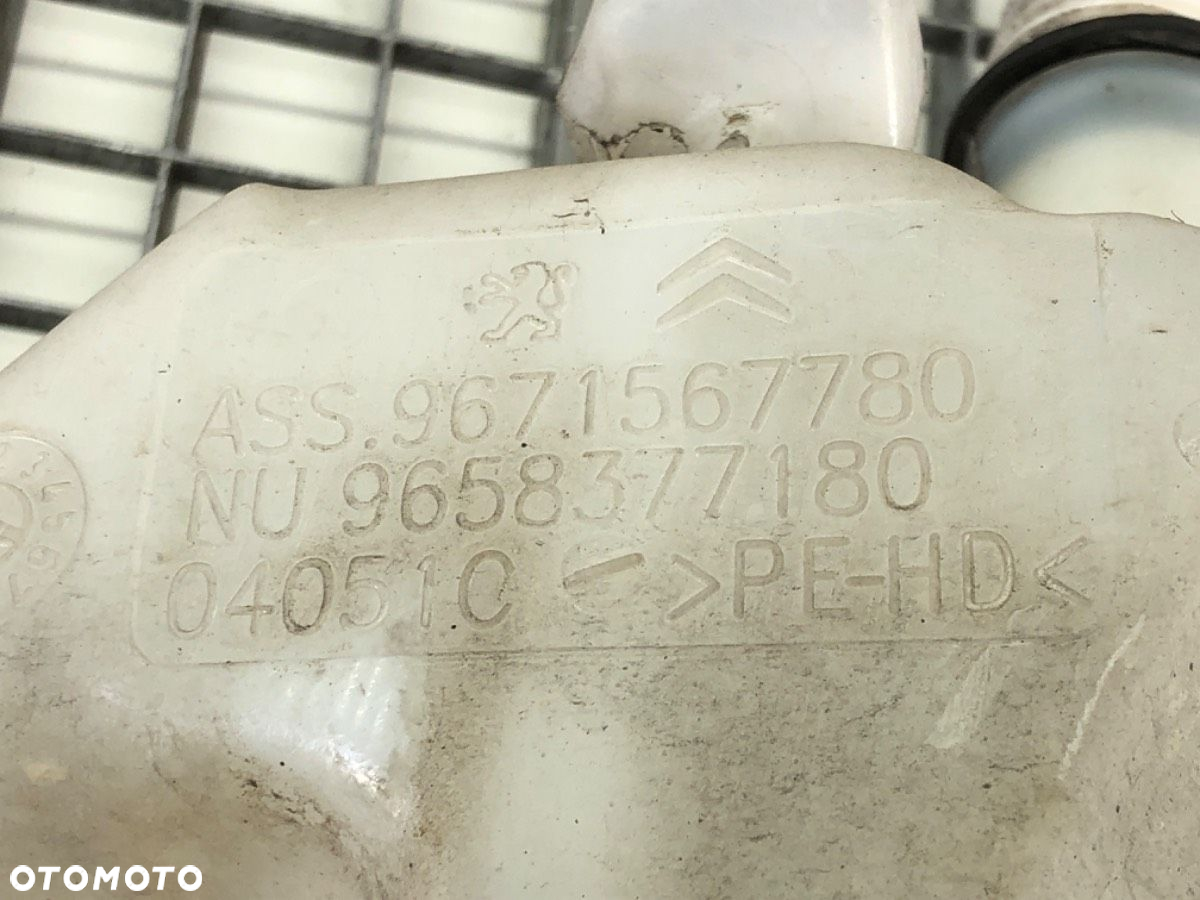 ASS.9671567780
NU 9658377180
04051C - >PE-HD<
OTOMOTO